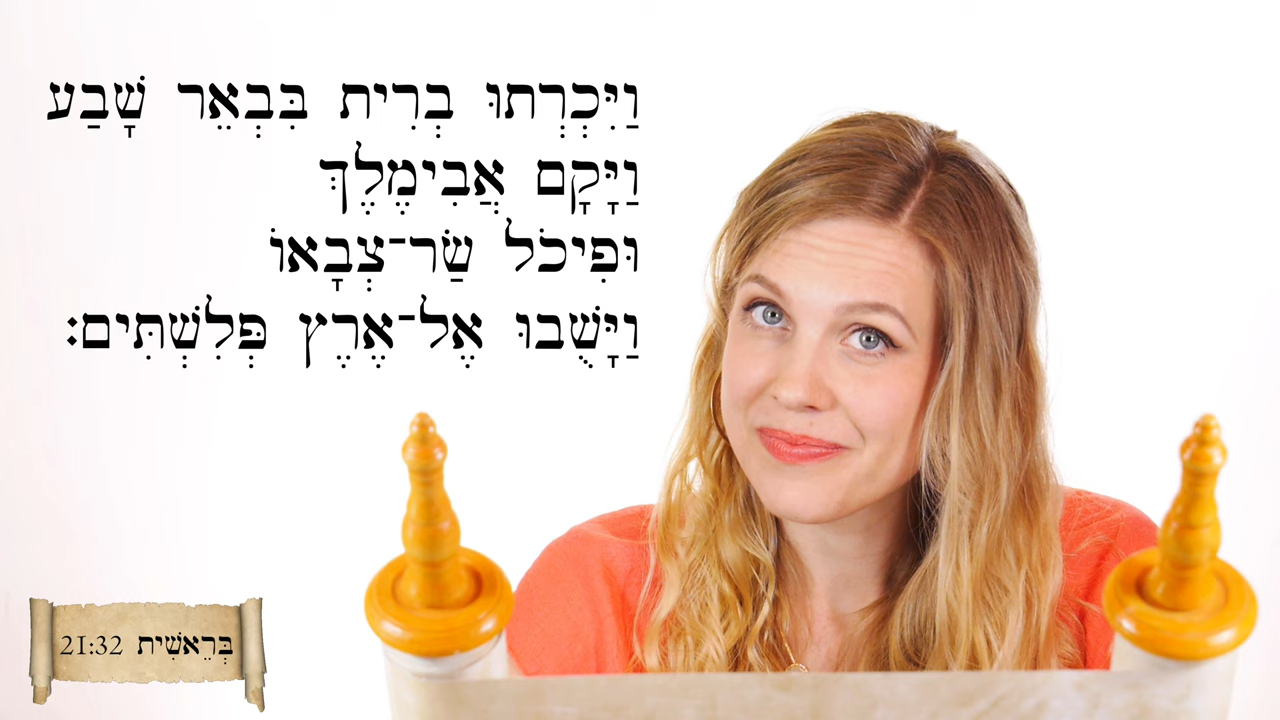 וַיִּכְרְתוּ בְרִית בִּבְאֵר שָׁבַע
וַיָּקָם אֲבִימֶלֶךְ
וּפִיכֹל שַׂר־צְבָאוֹ
וַיָּשֻׁבוּ אֶל־אֶרֶץ פְּלִשְׁתִּים׃
בְּרֵאשִׁית 21:32